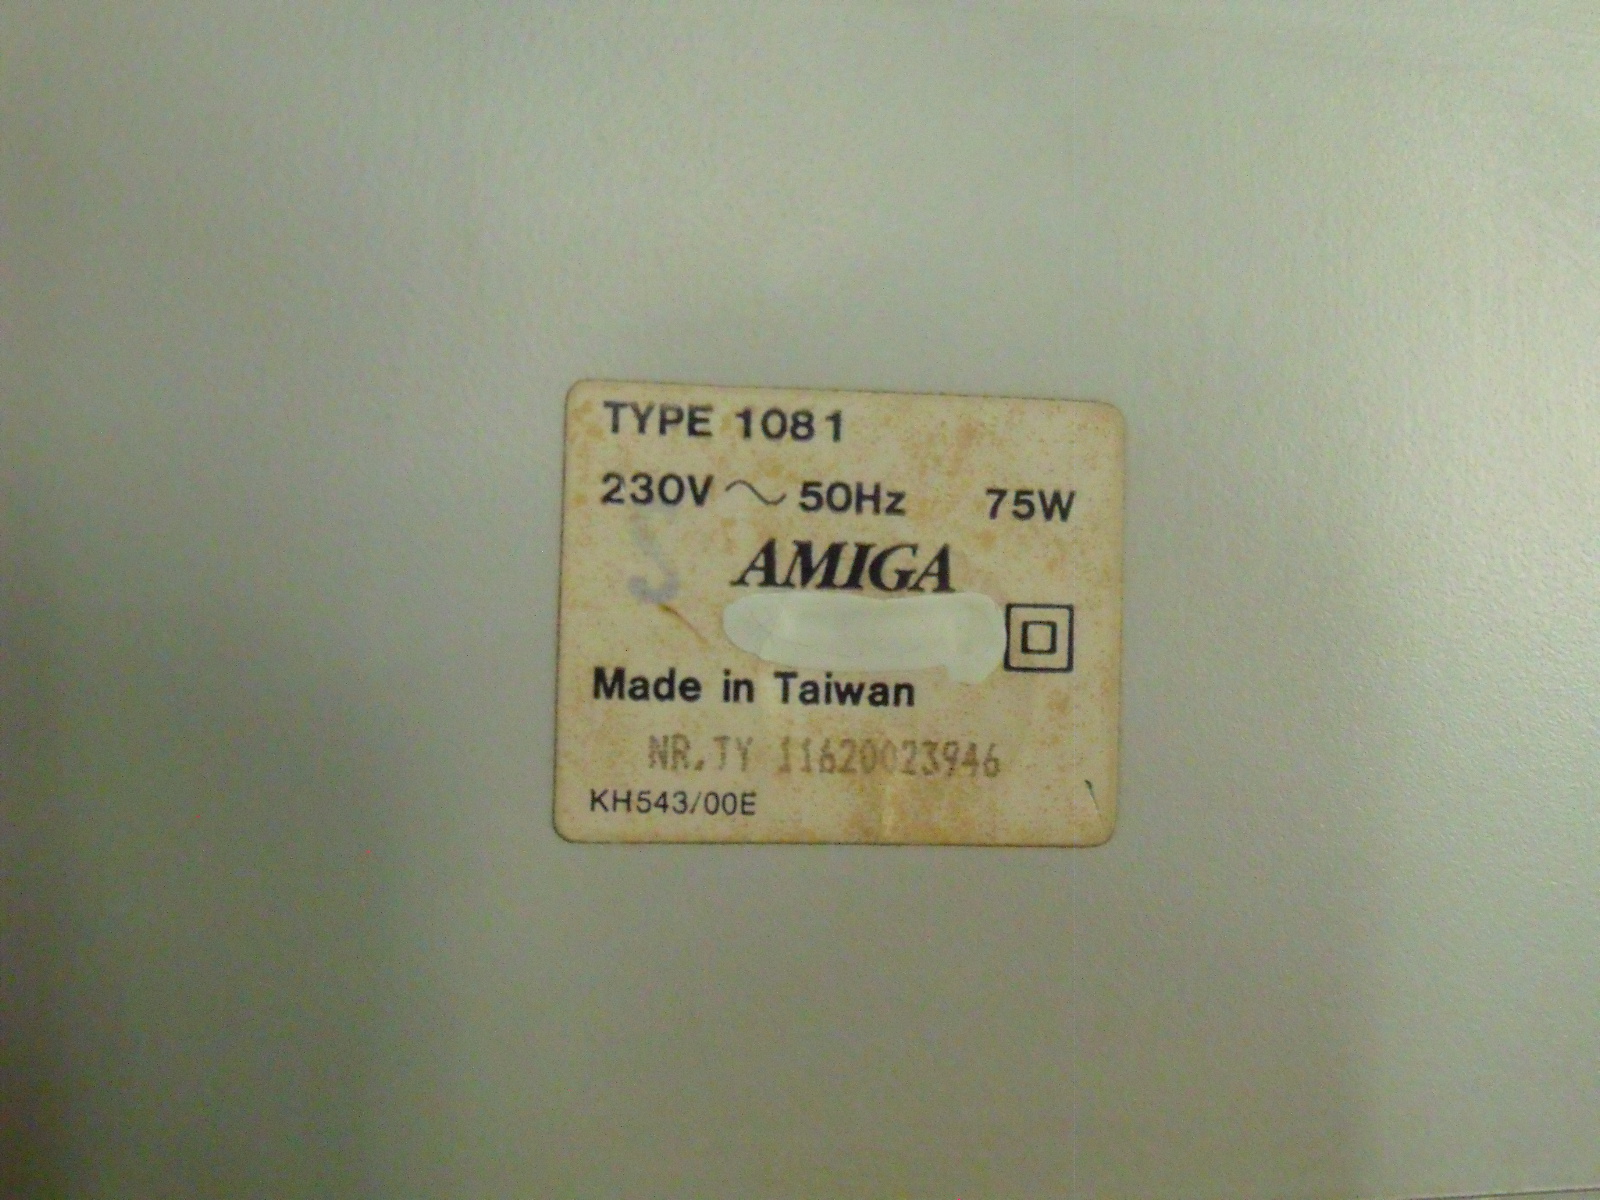 TYPE 1081
230V ~ 50Hz 75W
AMIGA
Made in Taiwan
NR.TY 11620023946
KH543/00E